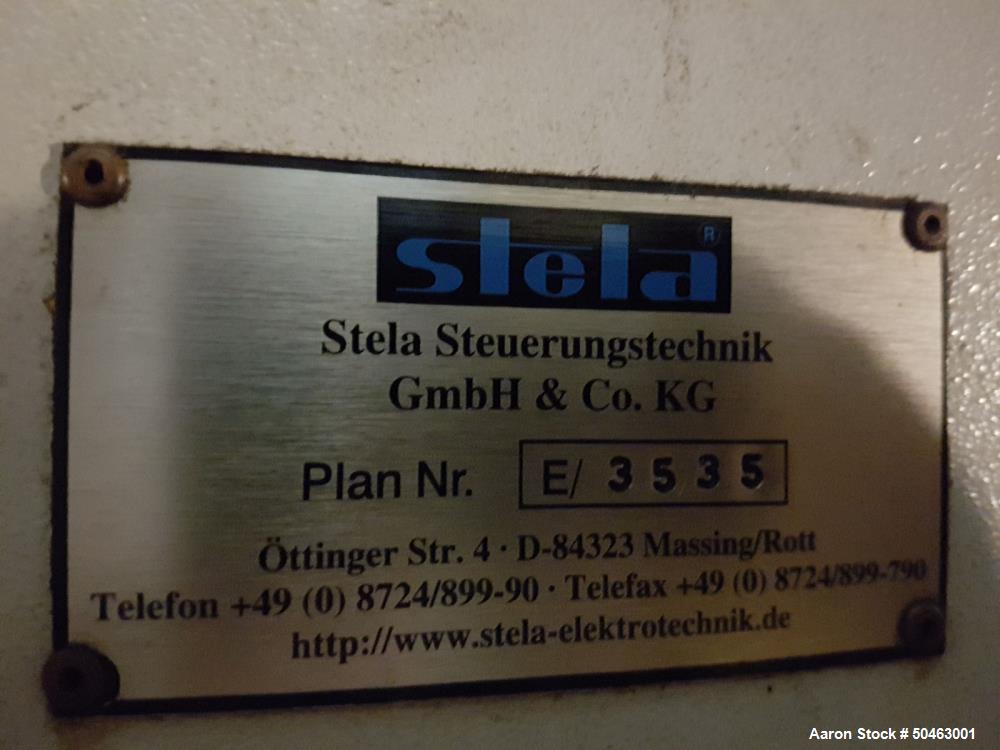 stela ®
Stela Steuerungstechnik
GmbH & Co. KG
Plan Nr. E/ 3535
Öttinger Str. 4 · D-84323 Massing/Rott
Telefon +49 (0) 8724/899-90 · Telefax +49 (0) 8724/899-790
http://www.stela-elektrotechnik.de
Aaron Stock # 50463001